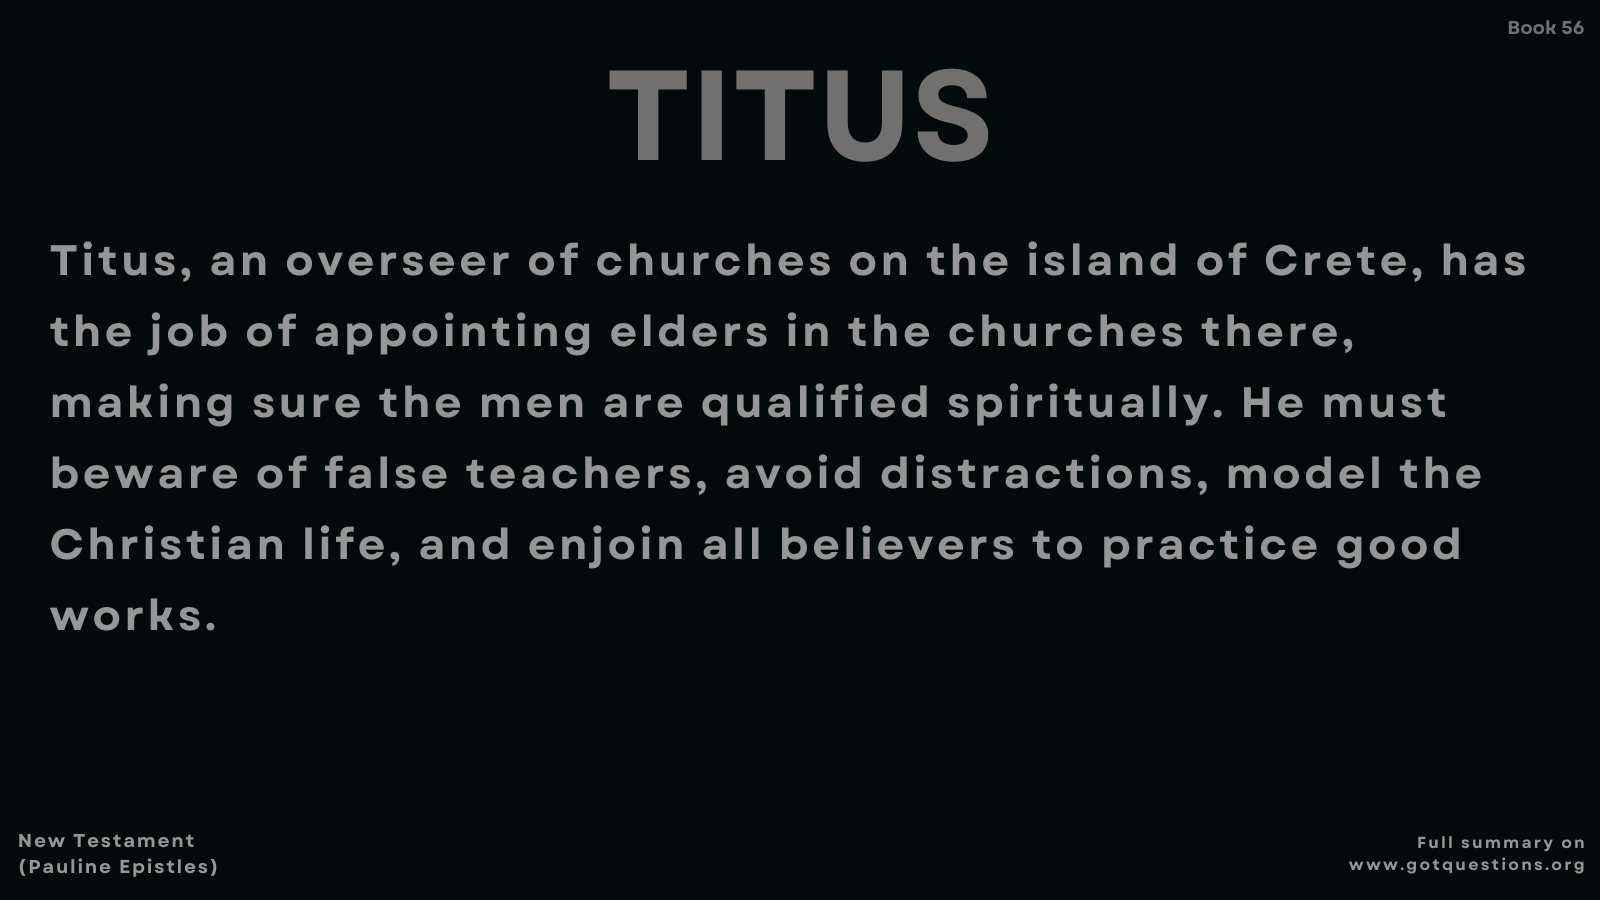 Book 56
TITUS
Titus, an overseer of churches on the island of Crete, has
the job of appointing elders in the churches there,
making sure the men are qualified spiritually. He must
beware of false teachers, avoid distractions, model the
Christian life, and enjoin all believers to practice good
works.
New Testament
(Pauline Epistles)
Full summary on
www.gotquestions.org